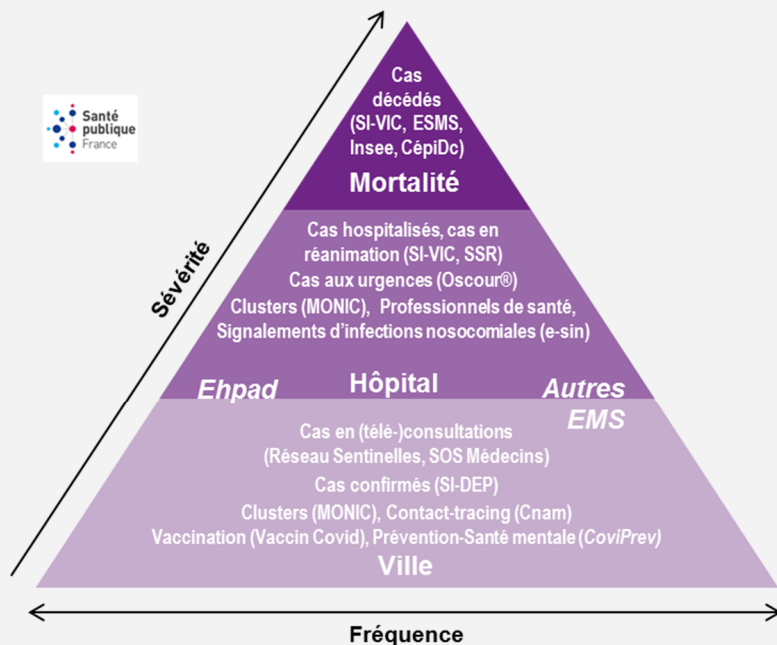 Santé
publique
France
Cas
décédés
(SI-VIC, ESMS,
Insee, CépiDc)
Mortalité
Sévérité
Cas hospitalisés, cas en
réanimation (SI-VIC, SSR)
Cas aux urgences (Oscour®)
Clusters (MONIC), Professionnels de santé,
Signalements d'infections nosocomiales (e-sin)
Ehpad
Hôpital
Autres
EMS
Cas en (télé-)consultations
(Réseau Sentinelles, SOS Médecins)
Cas confirmés (SI-DEP)
Clusters (MONIC), Contact-tracing (Cnam)
Vaccination (Vaccin Covid), Prévention-Santé mentale (CoviPrev)
Ville
Fréquence